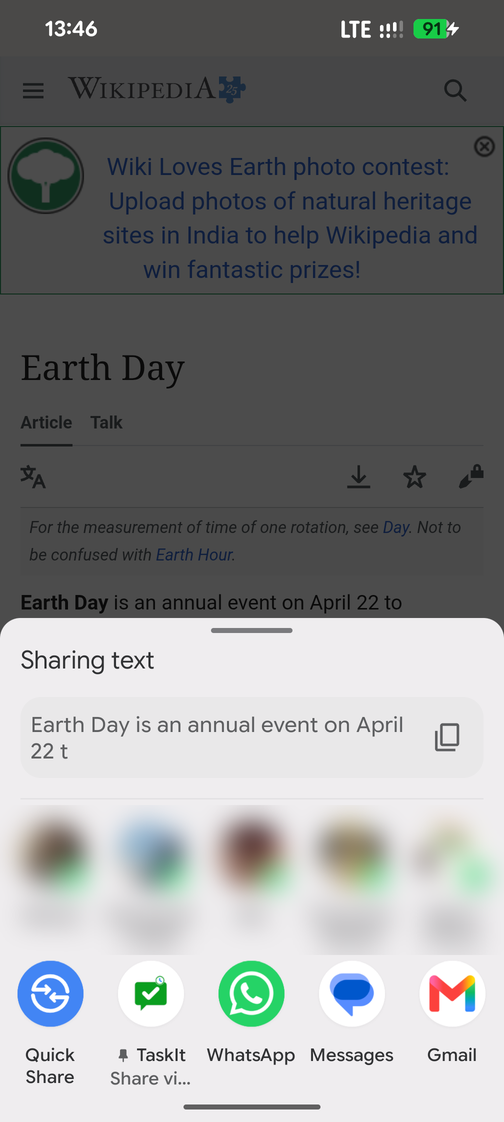 13:46 LTE 91
WIKIPEDIA 25
Wiki Loves Earth photo contest:
Upload photos of natural heritage
sites in India to help Wikipedia and
win fantastic prizes!
Earth Day
Article Talk
文A
For the measurement of time of one rotation, see Day. Not to
be confused with Earth Hour.
Earth Day is an annual event on April 22 to
Sharing text
Earth Day is an annual event on April
22 t
Quick
Share
TaskIt
Share vi...
WhatsApp
Messages
Gmail